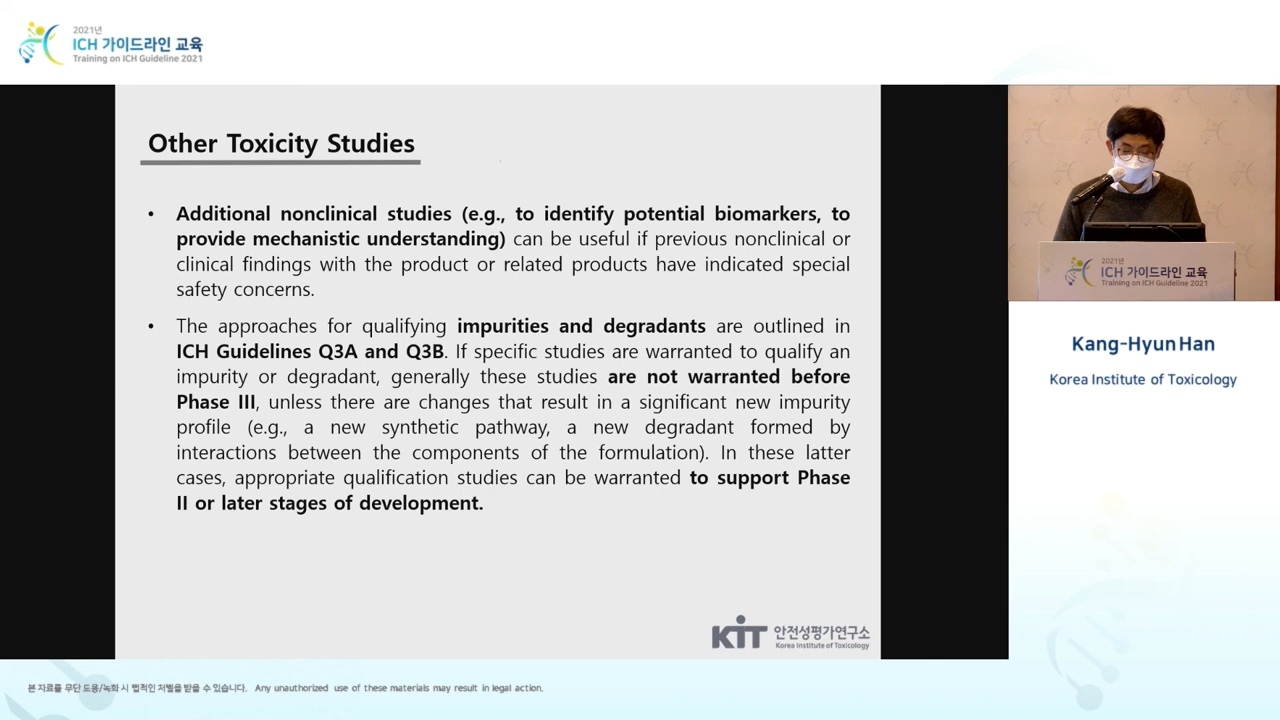 2021년
ICH 가이드라인 교육
Training on ICH Guideline 2021
Other Toxicity Studies
• Additional nonclinical studies (e.g., to identify potential biomarkers, to
provide mechanistic understanding) can be useful if previous nonclinical or
clinical findings with the product or related products have indicated special
safety concerns.
• The approaches for qualifying impurities and degradants are outlined in
ICH Guidelines Q3A and Q3B. If specific studies are warranted to qualify an
impurity or degradant, generally these studies are not warranted before
Phase III, unless there are changes that result in a significant new impurity
profile (e.g., a new synthetic pathway, a new degradant formed by
interactions between the components of the formulation). In these latter
cases, appropriate qualification studies can be warranted to support Phase
II or later stages of development.
KIT 안전성평가연구소
Korea Institute of Toxicology
2021년
ICH 가이드라인 교육
Training on ICH Guideline 2021
Kang-Hyun Han
Korea Institute of Toxicology
본 자료를 무단 도용/녹화 시 법적인 처벌을 받을 수 있습니다. Any unauthorized use of these materials may result in legal action.